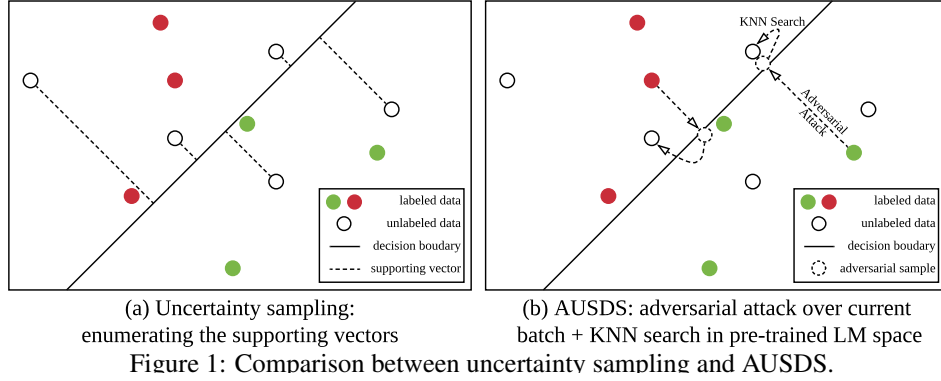 labeled data
unlabeled data
decision boudary
supporting vector
(a) Uncertainty sampling:
enumerating the supporting vectors
KNN Search
Adversarial
Attack
labeled data
unlabeled data
decision boudary
adversarial sample
(b) AUSDS: adversarial attack over current
batch + KNN search in pre-trained LM space
Figure 1: Comparison between uncertainty sampling and AUSDS.